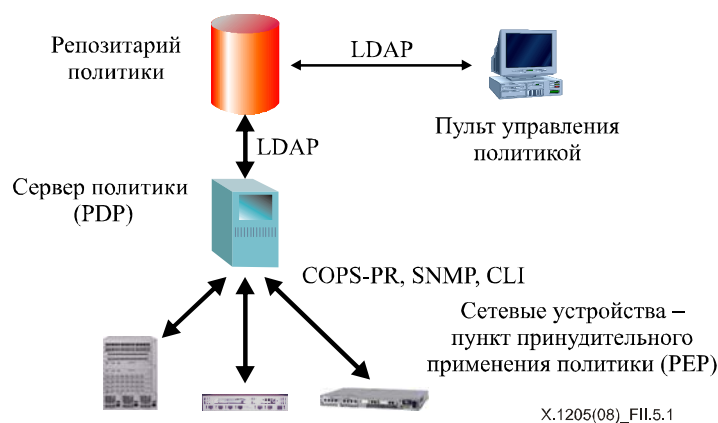 Репозитарий
политики
LDAP
Пульт управления
политикой
LDAP
Сервер политики
(PDP)
COPS-PR, SNMP, CLI
Сетевые устройства –
пункт принудительного
применения политики (PEP)
X.1205(08)_FII.5.1